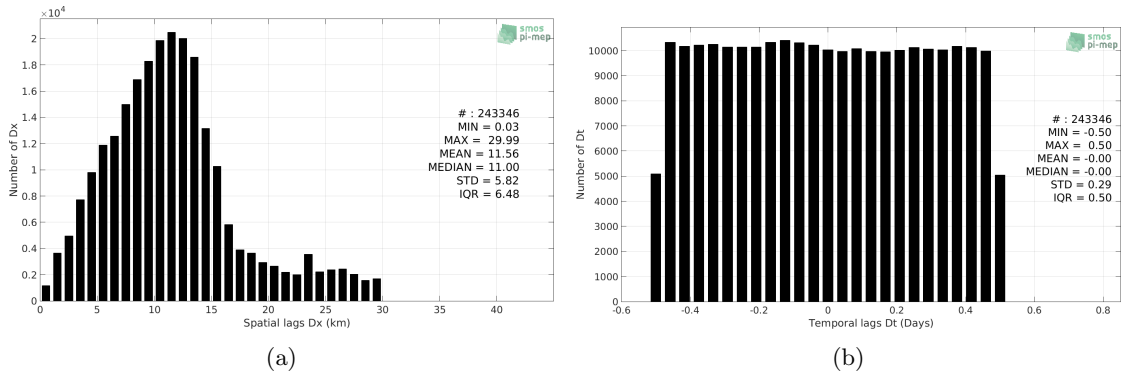 ×10⁴
2
1.8
1.6
1.4
1.2
1
0.8
0.6
0.4
0.2
0
Number of Dx
0 5 10 15 20 25 30 35 40
Spatial lags Dx (km)
smos
pi-mep
# : 243346
MIN = 0.03
MAX = 29.99
MEAN = 11.56
MEDIAN = 11.00
STD = 5.82
IQR = 6.48
(a)
10000
9000
8000
7000
6000
5000
4000
3000
2000
1000
0
Number of Dt
-0.6 -0.4 -0.2 0 0.2 0.4 0.6 0.8
Temporal lags Dt (Days)
smos
pi-mep
# : 243346
MIN = -0.50
MAX = 0.50
MEAN = -0.00
MEDIAN = -0.00
STD = 0.29
IQR = 0.50
(b)